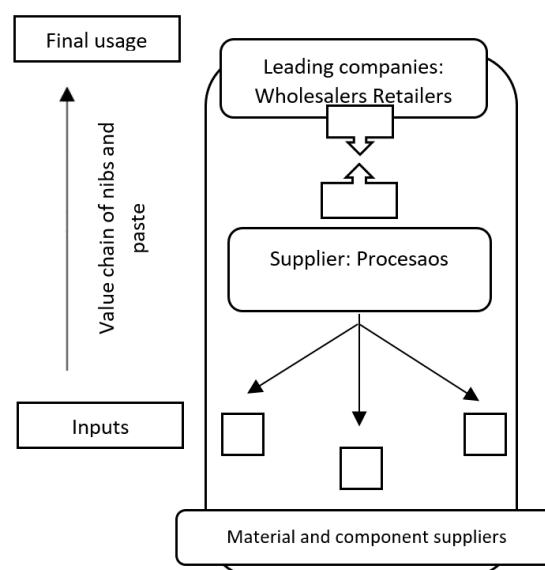 Final usage
Leading companies:
Wholesalers Retailers
Value chain of nibs and
paste
Supplier: Procesaos
Inputs
Material and component suppliers